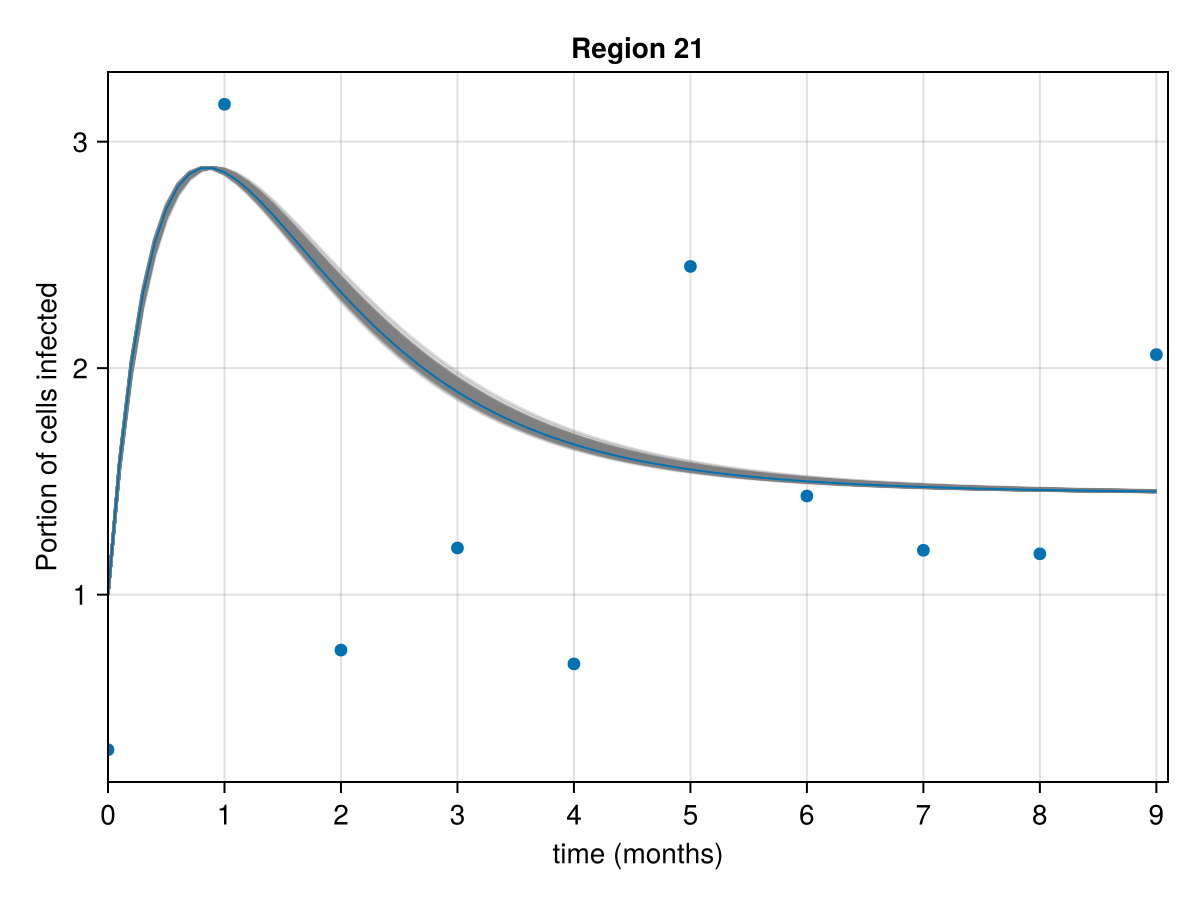 Region 21
Portion of cells infected
3
2
1
0 1 2 3 4 5 6 7 8 9
time (months)